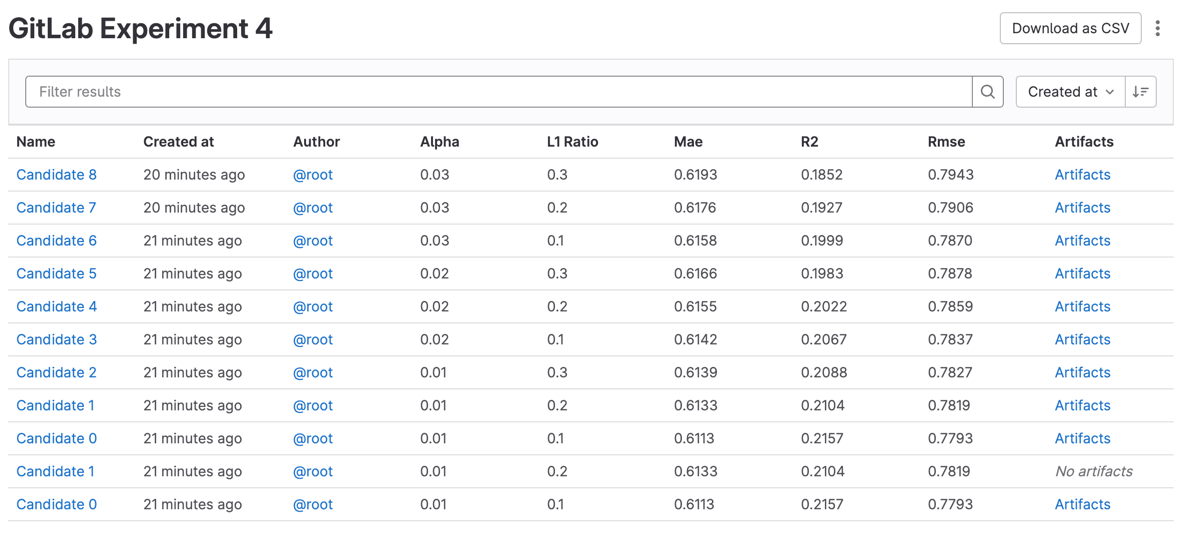 GitLab Experiment 4
Download as CSV
Filter results
Created at
Name Created at Author Alpha L1 Ratio Mae R2 Rmse Artifacts
Candidate 8 20 minutes ago @root 0.03 0.3 0.6193 0.1852 0.7943 Artifacts
Candidate 7 20 minutes ago @root 0.03 0.2 0.6176 0.1927 0.7906 Artifacts
Candidate 6 21 minutes ago @root 0.03 0.1 0.6158 0.1999 0.7870 Artifacts
Candidate 5 21 minutes ago @root 0.02 0.3 0.6166 0.1983 0.7878 Artifacts
Candidate 4 21 minutes ago @root 0.02 0.2 0.6155 0.2022 0.7859 Artifacts
Candidate 3 21 minutes ago @root 0.02 0.1 0.6142 0.2067 0.7837 Artifacts
Candidate 2 21 minutes ago @root 0.01 0.3 0.6139 0.2088 0.7827 Artifacts
Candidate 1 21 minutes ago @root 0.01 0.2 0.6133 0.2104 0.7819 Artifacts
Candidate 0 21 minutes ago @root 0.01 0.1 0.6113 0.2157 0.7793 Artifacts
Candidate 1 21 minutes ago @root 0.01 0.2 0.6133 0.2104 0.7819 No artifacts
Candidate 0 21 minutes ago @root 0.01 0.1 0.6113 0.2157 0.7793 Artifacts